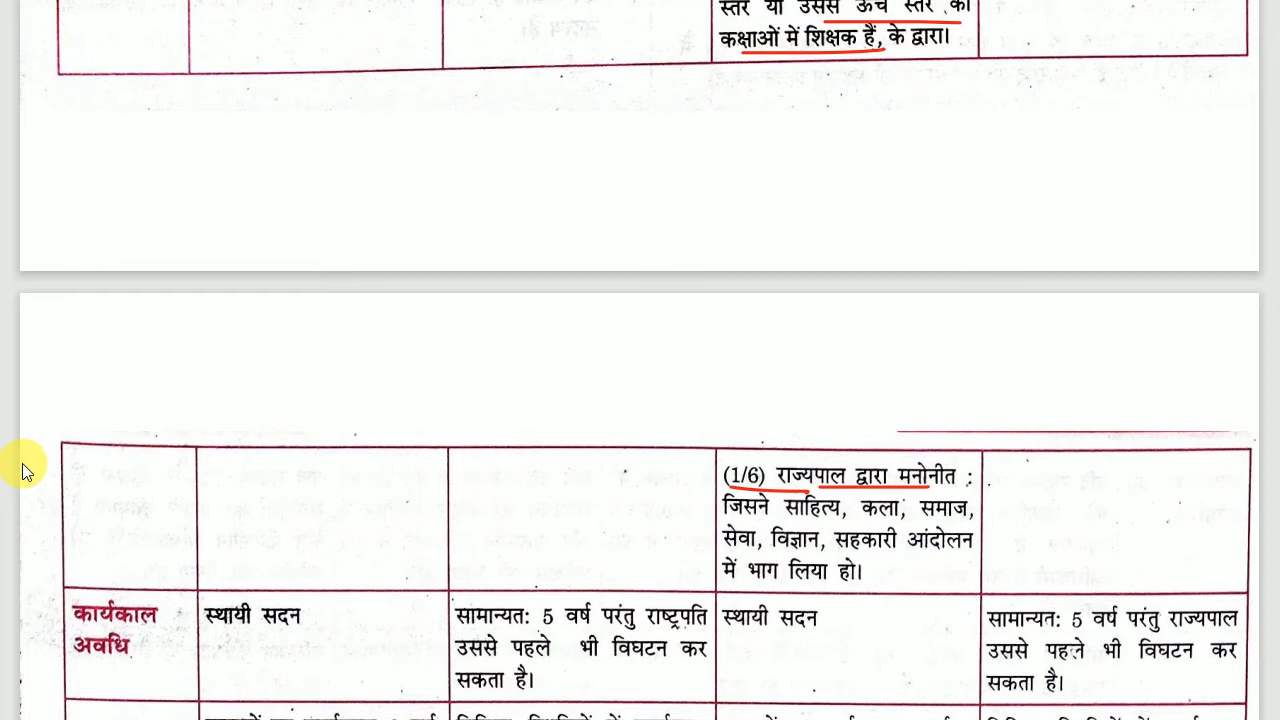 स्तर या उससे ऊँचे स्तर की
कक्षाओं में शिक्षक हैं, के द्वारा।
(1/6) राज्यपाल द्वारा मनोनीत :
जिसने साहित्य, कला, समाज,
सेवा, विज्ञान, सहकारी आंदोलन
में भाग लिया हो।
कार्यकाल
अवधि
स्थायी सदन
सामान्यत: 5 वर्ष परंतु राष्ट्रपति
उससे पहले भी विघटन कर
सकता है।
स्थायी सदन
सामान्यत: 5 वर्ष परंतु राज्यपाल
उससे पहले भी विघटन कर
सकता है।